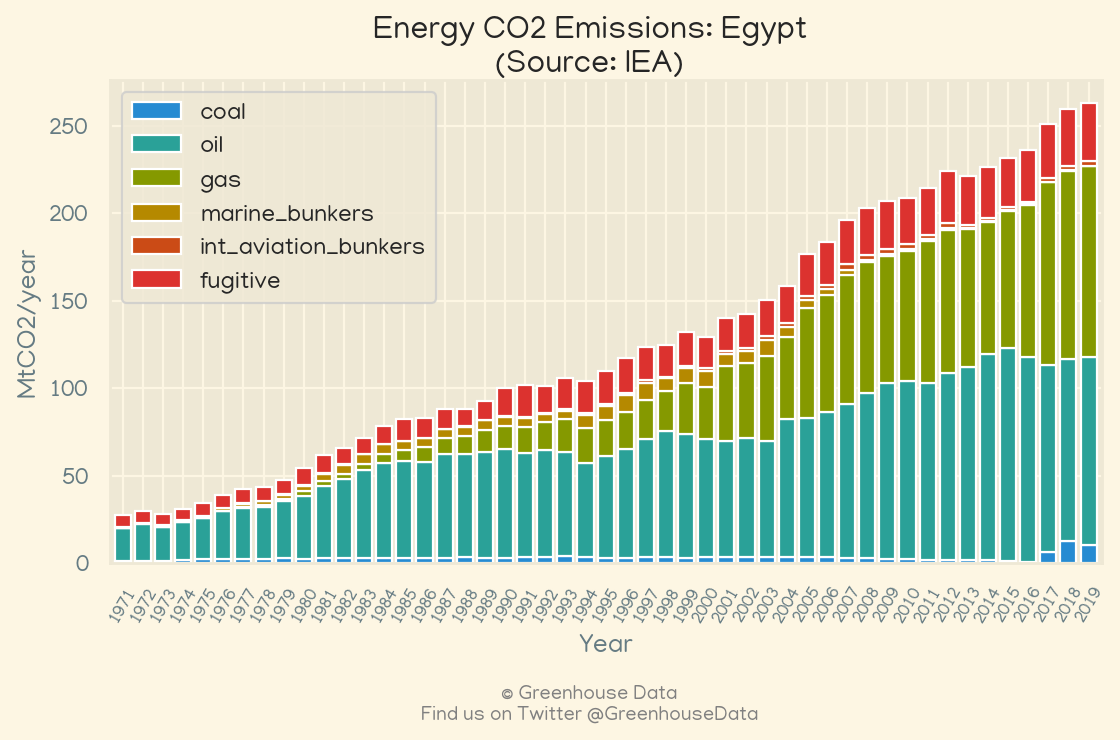 Energy CO2 Emissions: Egypt
(Source: IEA)
coal
oil
gas
marine_bunkers
int_aviation_bunkers
fugitive
MtCO2/year
250
200
150
100
50
0
1971 1972 1973 1974 1975 1976 1977 1978 1979 1980 1981 1982 1983 1984 1985 1986 1987 1988 1989 1990 1991 1992 1993 1994 1995 1996 1997 1998 1999 2000 2001 2002 2003 2004 2005 2006 2007 2008 2009 2010 2011 2012 2013 2014 2015 2016 2017 2018 2019
Year
© Greenhouse Data
Find us on Twitter @GreenhouseData